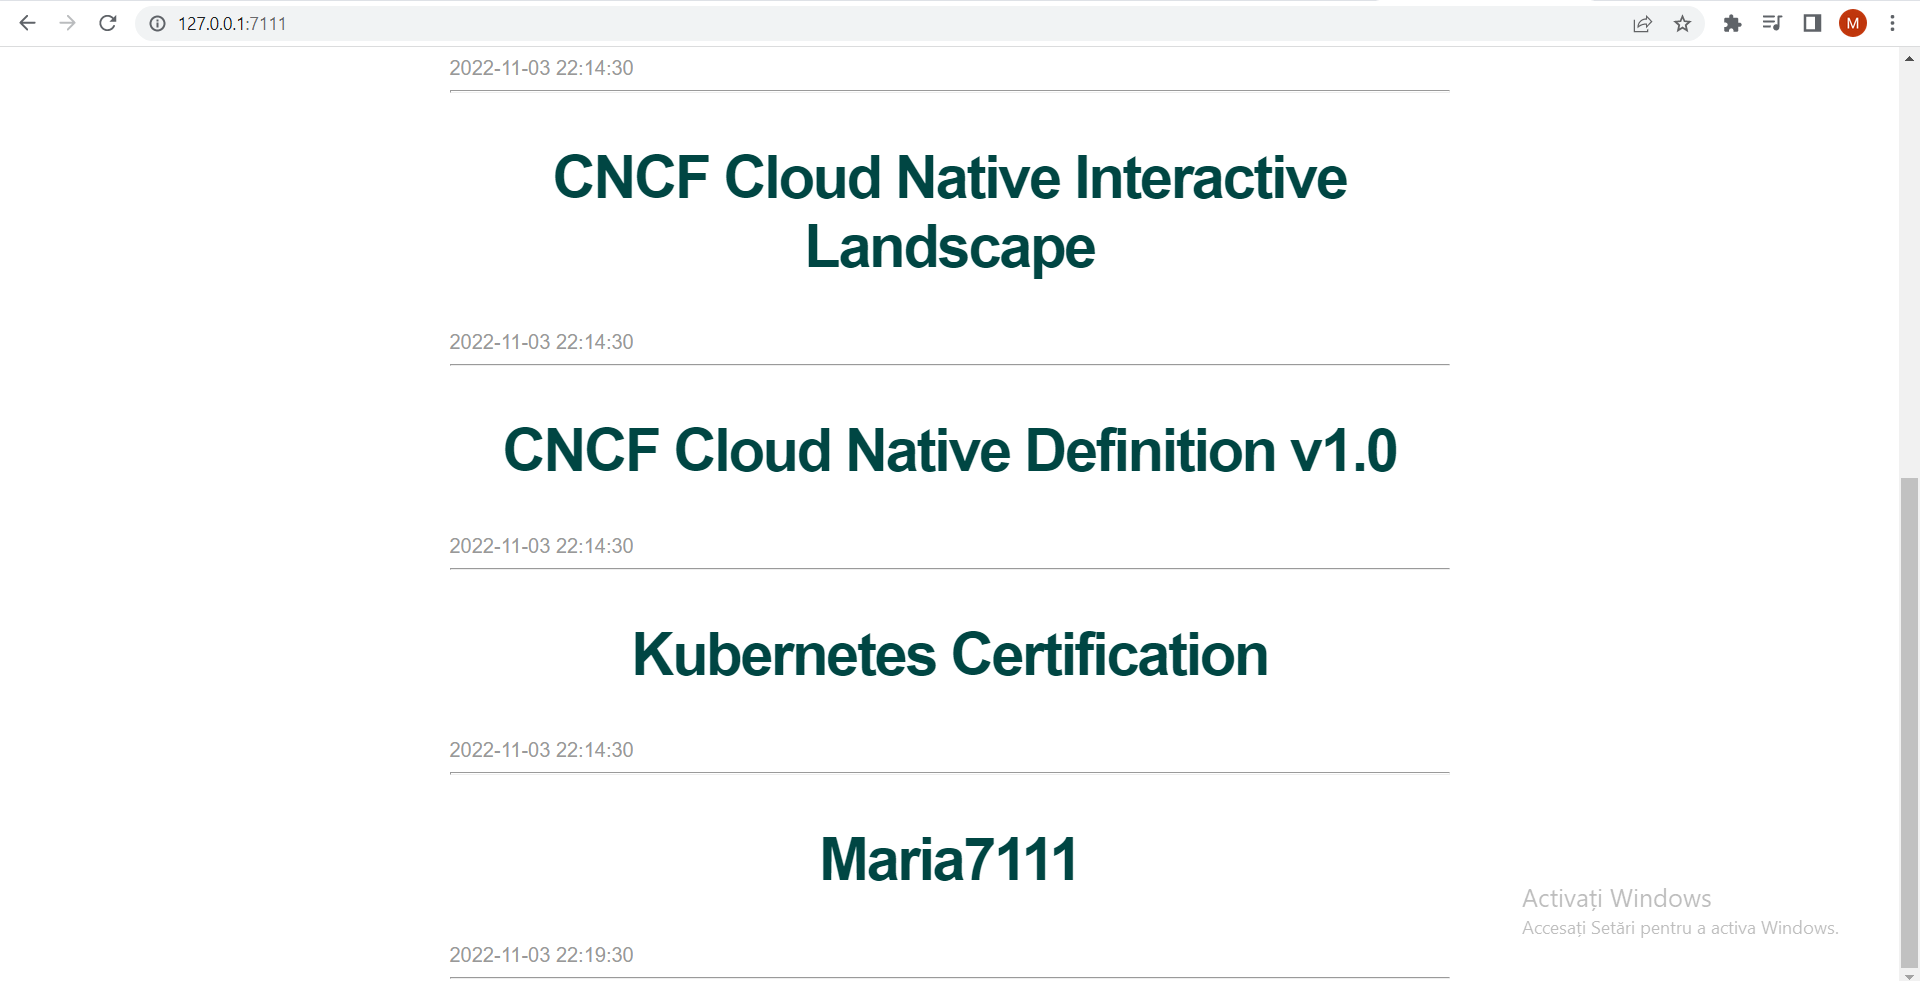 127.0.0.1:7111
M
2022-11-03 22:14:30
CNCF Cloud Native Interactive
Landscape
2022-11-03 22:14:30
CNCF Cloud Native Definition v1.0
2022-11-03 22:14:30
Kubernetes Certification
2022-11-03 22:14:30
Maria7111
Activați Windows
Accesați Setări pentru a activa Windows.
2022-11-03 22:19:30